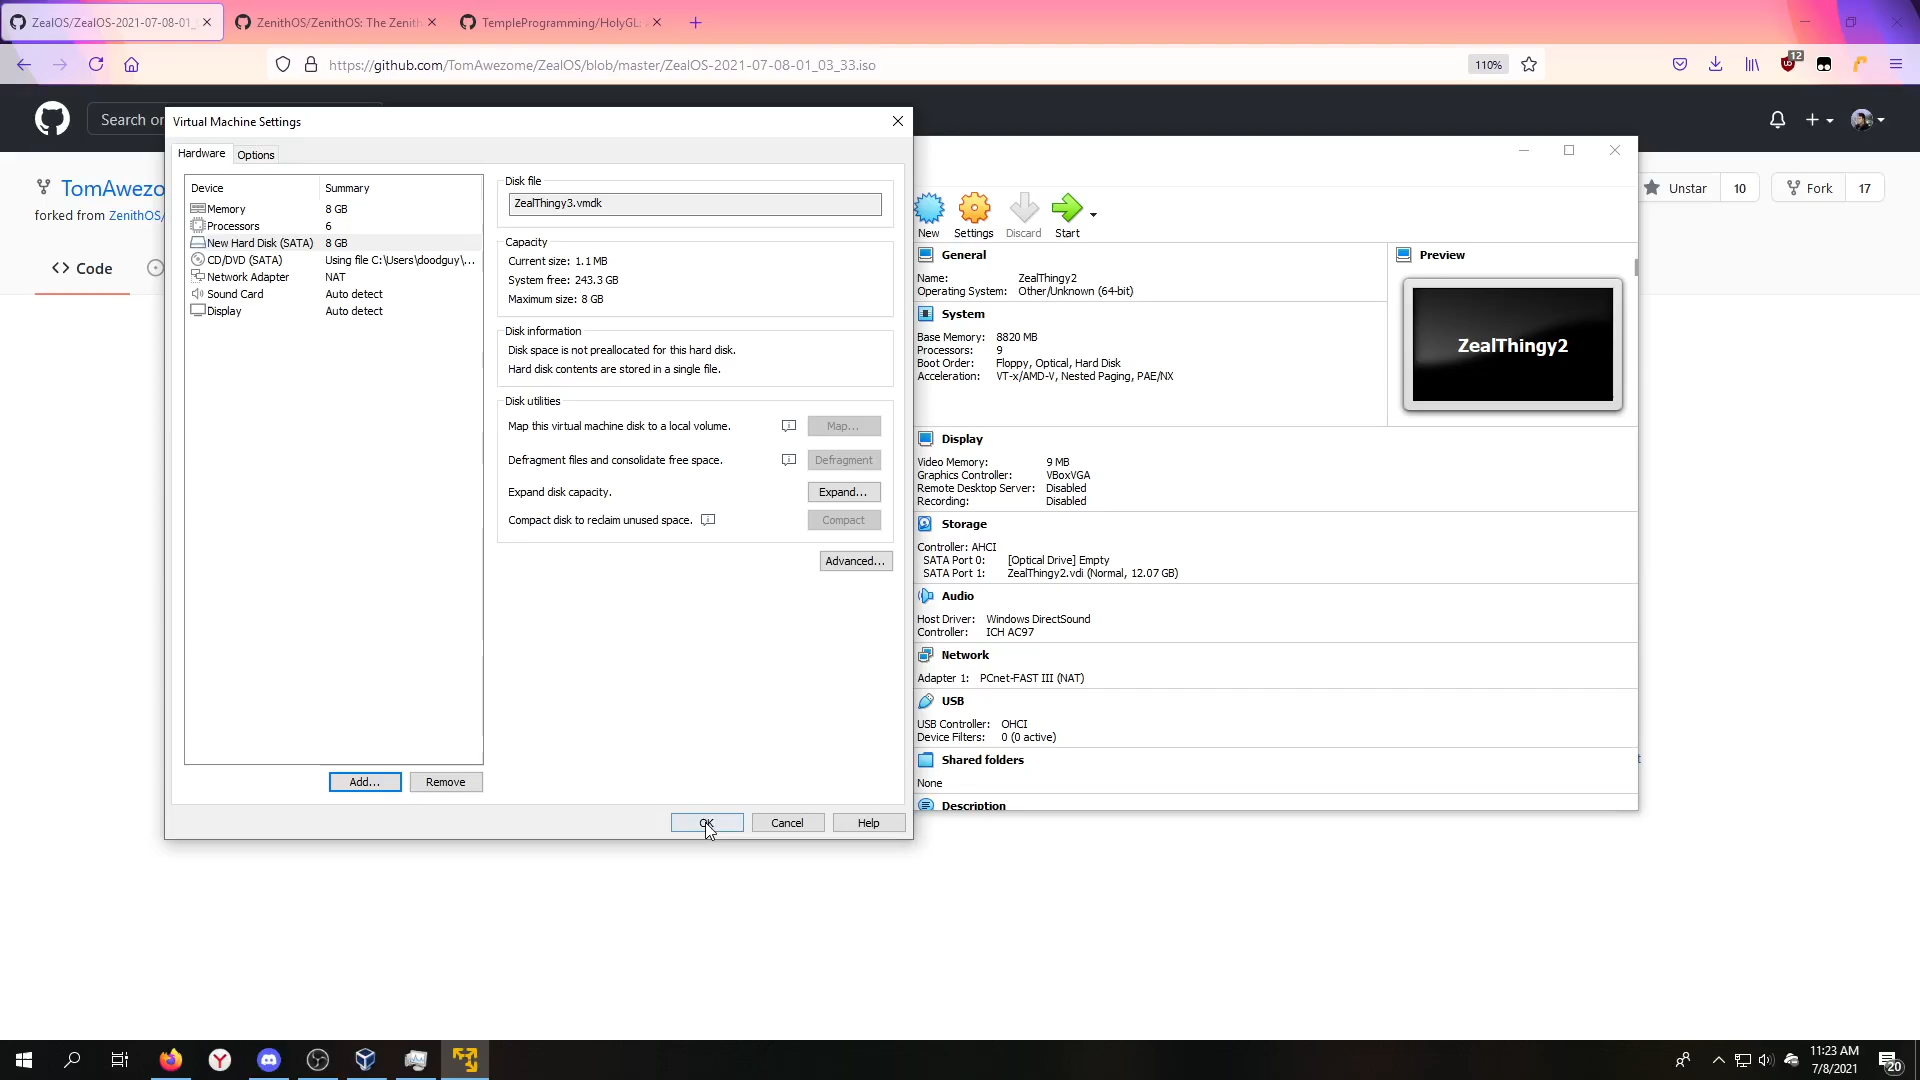 ZealOS/ZealOS-2021-07-08-01_
ZenithOS/ZenithOS: The Zenith
TempleProgramming/HolyGL:
https://github.com/TomAwezome/ZealOS/blob/master/ZealOS-2021-07-08-01_03_33.iso
110%
12
Search or
TomAwezo
forked from ZenithOS/
Code
Unstar 10
Fork 17
Virtual Machine Settings
Hardware Options
Device Summary
Memory 8 GB
Processors 6
New Hard Disk (SATA) 8 GB
CD/DVD (SATA) Using file C:\Users\doodguy\...
Network Adapter NAT
Sound Card Auto detect
Display Auto detect
Add... Remove
Disk file
ZealThingy3.vmdk
Capacity
Current size: 1.1 MB
System free: 243.3 GB
Maximum size: 8 GB
Disk information
Disk space is not preallocated for this hard disk.
Hard disk contents are stored in a single file.
Disk utilities
Map this virtual machine disk to a local volume. Map...
Defragment files and consolidate free space. Defragment
Expand disk capacity. Expand...
Compact disk to reclaim unused space. Compact
Advanced...
OK Cancel Help
New Settings Discard Start
General
Name: ZealThingy2
Operating System: Other/Unknown (64-bit)
System
Base Memory: 8820 MB
Processors: 9
Boot Order: Floppy, Optical, Hard Disk
Acceleration: VT-x/AMD-V, Nested Paging, PAE/NX
Preview
ZealThingy2
Display
Video Memory: 9 MB
Graphics Controller: VBoxVGA
Remote Desktop Server: Disabled
Recording: Disabled
Storage
Controller: AHCI
SATA Port 0: [Optical Drive] Empty
SATA Port 1: ZealThingy2.vdi (Normal, 12.07 GB)
Audio
Host Driver: Windows DirectSound
Controller: ICH AC97
Network
Adapter 1: PCnet-FAST III (NAT)
USB
USB Controller: OHCI
Device Filters: 0 (0 active)
Shared folders
None
Description
11:23 AM
7/8/2021
20